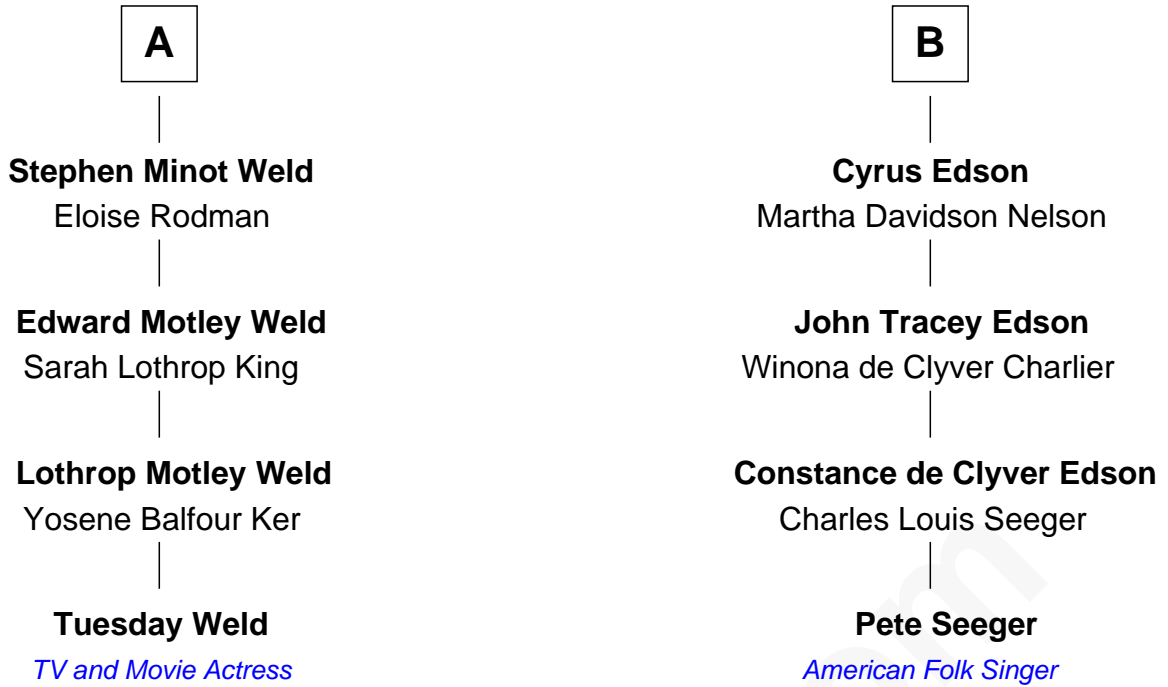 A
Stephen Minot Weld
Eloise Rodman
Edward Motley Weld
Sarah Lothrop King
Lothrop Motley Weld
Yosene Balfour Ker
Tuesday Weld
TV and Movie Actress
B
Cyrus Edson
Martha Davidson Nelson
John Tracey Edson
Winona de Clyver Charlier
Constance de Clyver Edson
Charles Louis Seeger
Pete Seeger
American Folk Singer